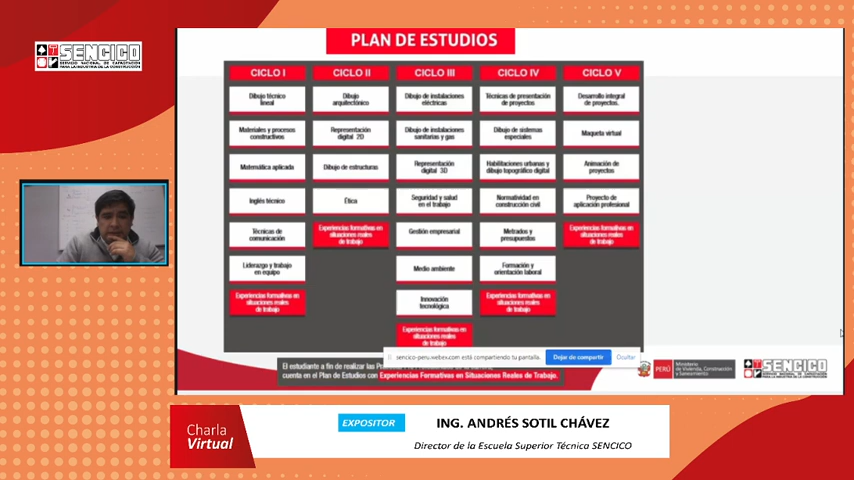 SENCICO
SERVICIO NACIONAL DE CAPACITACIÓN
PARA LA INDUSTRIA DE LA CONSTRUCCIÓN
PLAN DE ESTUDIOS
CICLO I
Dibujo técnico
lineal
Materiales y procesos
constructivos
Matemática aplicada
Inglés técnico
Técnicas de
comunicación
Liderazgo y trabajo
en equipo
Experiencias formativas en
situaciones reales
de trabajo
CICLO II
Dibujo
arquitectónico
Representación
digital 2D
Dibujo de estructuras
Ética
Experiencias formativas en
situaciones reales
de trabajo
CICLO III
Dibujo de instalaciones
eléctricas
Dibujo de instalaciones
sanitarias y gas
Representación
digital 3D
Seguridad y salud
en el trabajo
Gestión empresarial
Medio ambiente
Innovación
tecnológica
Experiencias formativas en
situaciones reales
de trabajo
CICLO IV
Técnicas de presentación
de proyectos
Dibujo de sistemas
especiales
Habilitaciones urbanas y
dibujo topográfico digital
Normatividad en
construcción civil
Metrados y
presupuestos
Formación y
orientación laboral
Experiencias formativas en
situaciones reales
de trabajo
CICLO V
Desarrollo integral
de proyectos.
Maqueta virtual
Animación de
proyectos
Proyecto de
aplicación profesional
Experiencias formativas en
situaciones reales
de trabajo
sencico-peru.webex.com está compartiendo tu pantalla.
Dejar de compartir
Ocultar
El estudiante a fin de realizar las
cuenta en el Plan de Estudios con Experiencias Formativas en Situaciones Reales de Trabajo.
PERÚ
Ministerio
de Vivienda, Construcción
y Saneamiento
SENCICO
SERVICIO NACIONAL DE CAPACITACIÓN
PARA LA INDUSTRIA DE LA CONSTRUCCIÓN
Charla
Virtual
EXPOSITOR
ING. ANDRÉS SOTIL CHÁVEZ
Director de la Escuela Superior Técnica SENCICO